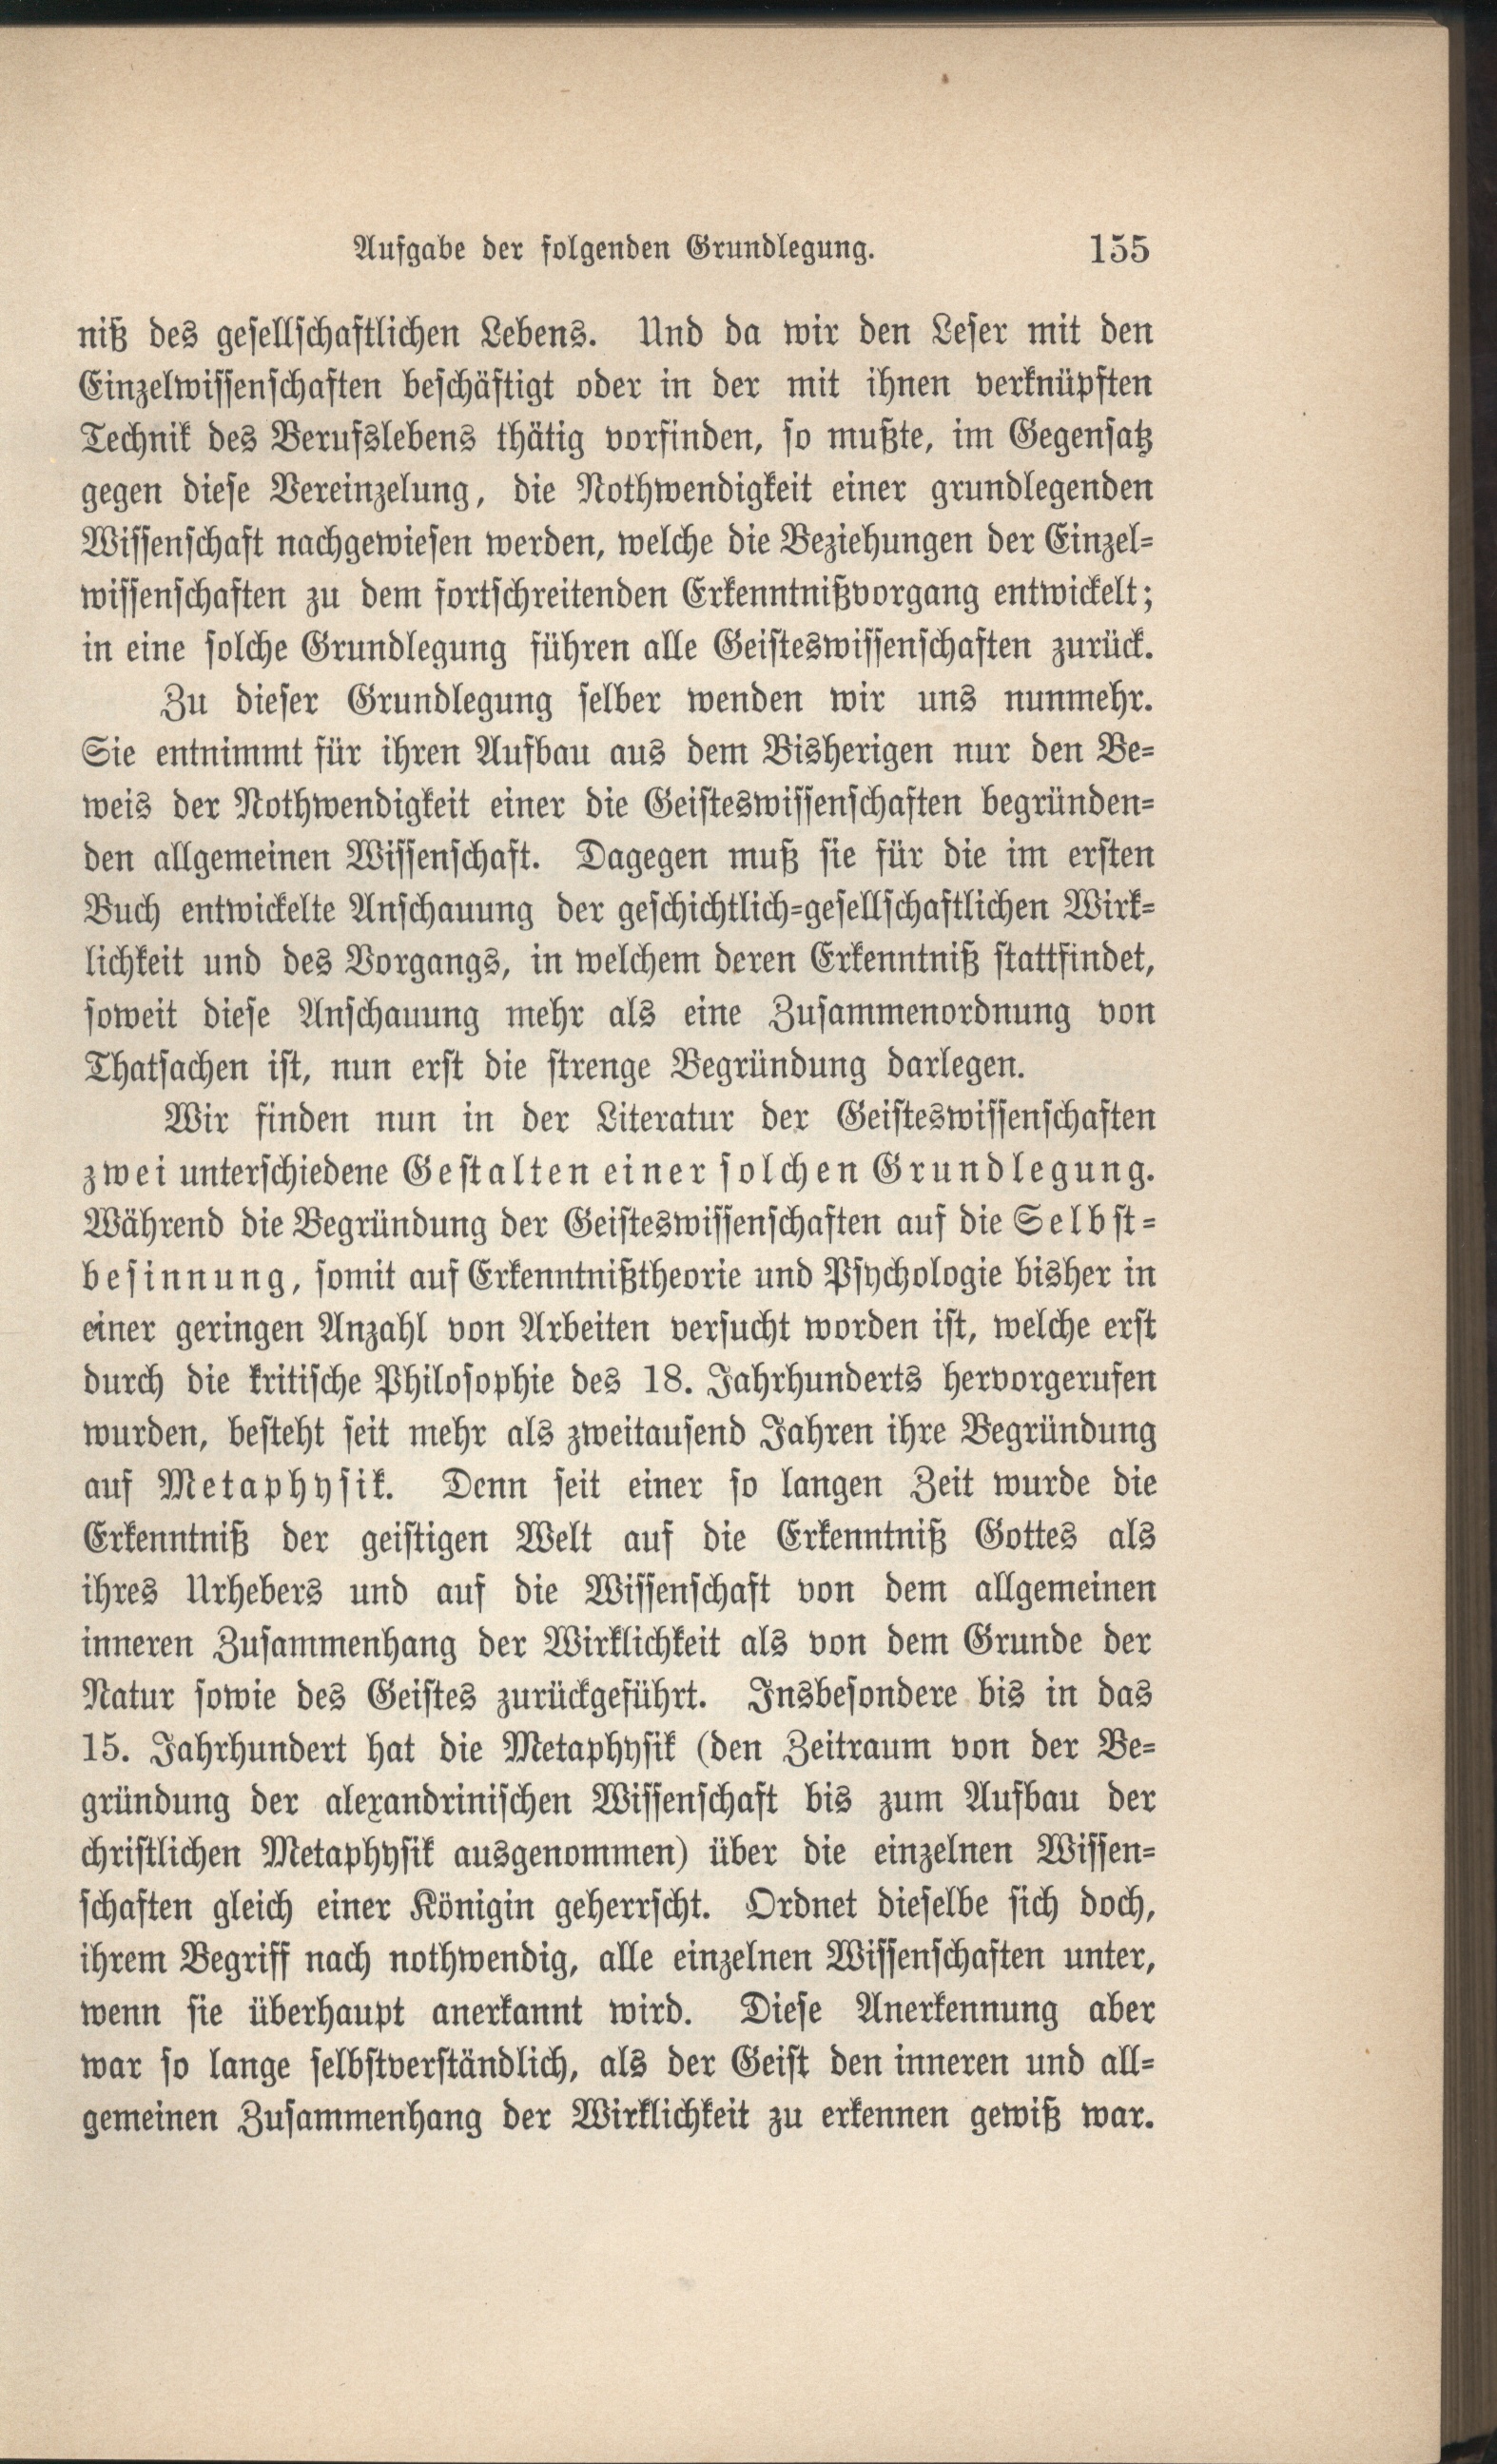 Aufgabe der folgenden Grundlegung. 155
niß des gesellschaftlichen Lebens. Und da wir den Leser mit den
Einzelwissenschaften beschäftigt oder in der mit ihnen verknüpften
Technik des Berufslebens thätig vorfinden, so mußte, im Gegensatz
gegen diese Vereinzelung, die Nothwendigkeit einer grundlegenden
Wissenschaft nachgewiesen werden, welche die Beziehungen der Einzel-
wissenschaften zu dem fortschreitenden Erkenntnißvorgang entwickelt;
in eine solche Grundlegung führen alle Geisteswissenschaften zurück.
Zu dieser Grundlegung selber wenden wir uns nunmehr.
Sie entnimmt für ihren Aufbau aus dem Bisherigen nur den Be-
weis der Nothwendigkeit einer die Geisteswissenschaften begründen-
den allgemeinen Wissenschaft. Dagegen muß sie für die im ersten
Buch entwickelte Anschauung der geschichtlich-gesellschaftlichen Wirk-
lichkeit und des Vorgangs, in welchem deren Erkenntniß stattfindet,
soweit diese Anschauung mehr als eine Zusammenordnung von
Thatsachen ist, nun erst die strenge Begründung darlegen.
Wir finden nun in der Literatur der Geisteswissenschaften
zwei unterschiedene Gestalten einer solchen Grundlegung.
Während die Begründung der Geisteswissenschaften auf die Selbst-
besinnung, somit auf Erkenntnißtheorie und Psychologie bisher in
einer geringen Anzahl von Arbeiten versucht worden ist, welche erst
durch die kritische Philosophie des 18. Jahrhunderts hervorgerufen
wurden, besteht seit mehr als zweitausend Jahren ihre Begründung
auf Metaphysik. Denn seit einer so langen Zeit wurde die
Erkenntniß der geistigen Welt auf die Erkenntniß Gottes als
ihres Urhebers und auf die Wissenschaft von dem allgemeinen
inneren Zusammenhang der Wirklichkeit als von dem Grunde der
Natur sowie des Geistes zurückgeführt. Insbesondere bis in das
15. Jahrhundert hat die Metaphysik (den Zeitraum von der Be-
gründung der alexandrinischen Wissenschaft bis zum Aufbau der
christlichen Metaphysik ausgenommen) über die einzelnen Wissen-
schaften gleich einer Königin geherrscht. Ordnet dieselbe sich doch,
ihrem Begriff nach nothwendig, alle einzelnen Wissenschaften unter,
wenn sie überhaupt anerkannt wird. Diese Anerkennung aber
war so lange selbstverständlich, als der Geist den inneren und all-
gemeinen Zusammenhang der Wirklichkeit zu erkennen gewiß war.